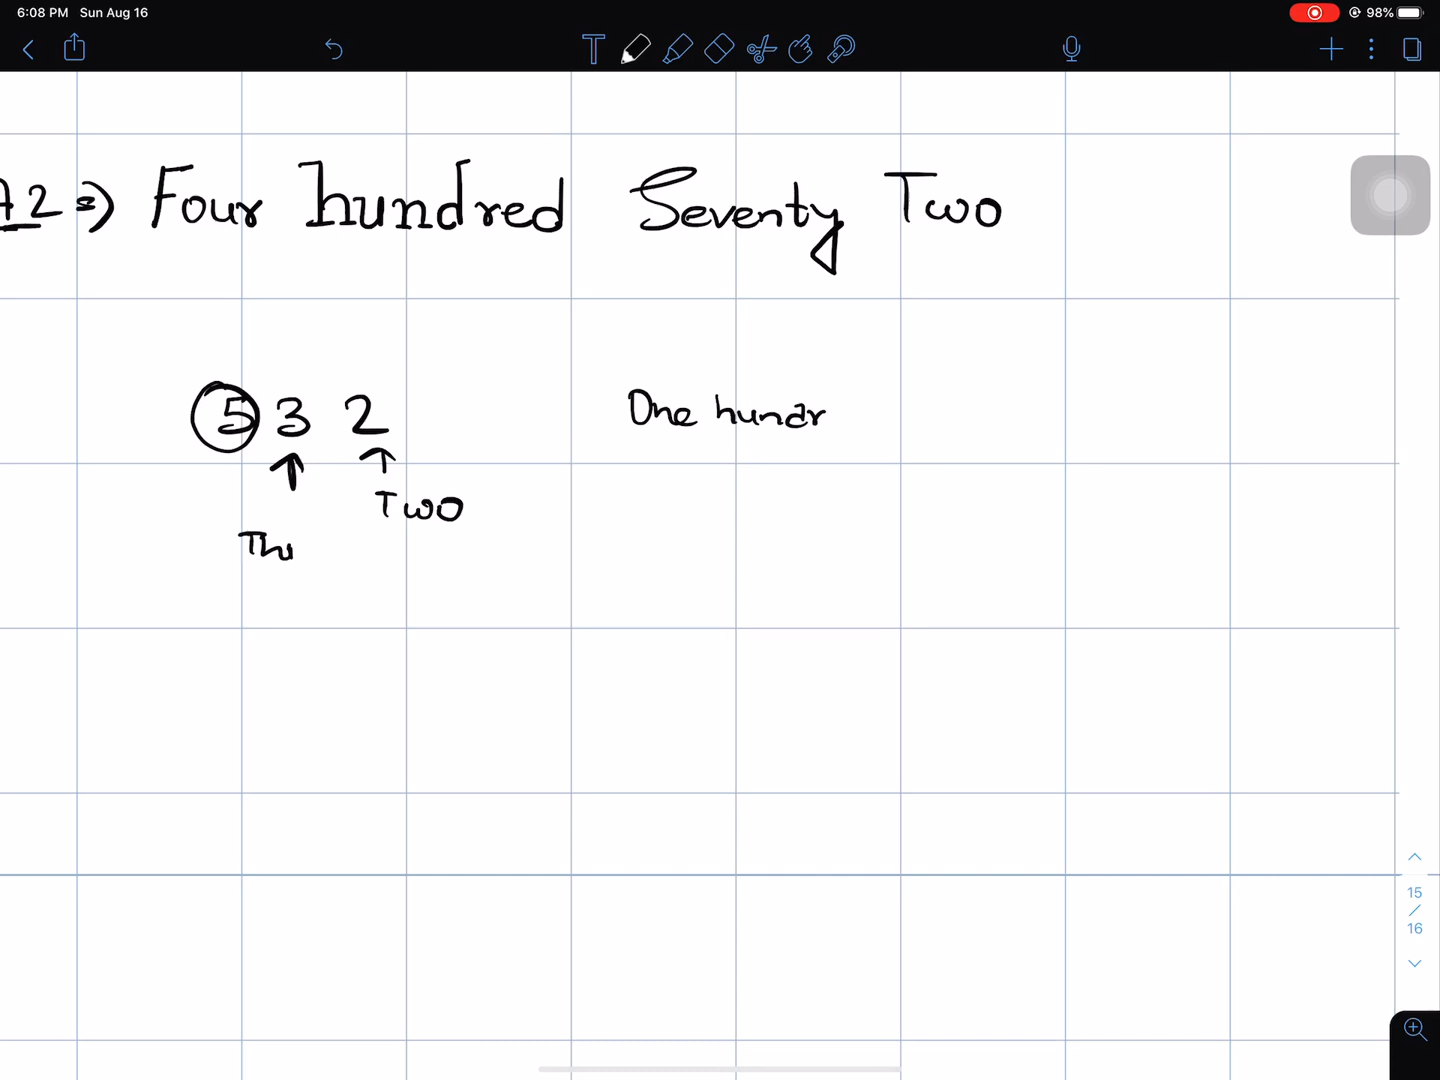 6:08 PM Sun Aug 16 98%
72 => Four hundred Seventy Two
5 3 2 One hundr
Two
Thi
15
/
16